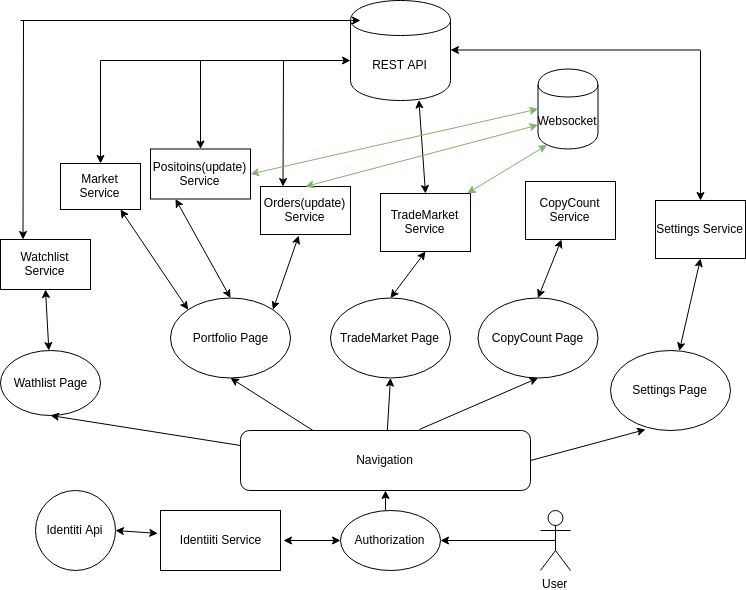 REST API
Websocket
Positoins(update)
Service
Market
Service
Orders(update)
Service
TradeMarket
Service
CopyCount
Service
Settings Service
Watchlist
Service
Portfolio Page
TradeMarket Page
CopyCount Page
Wathlist Page
Settings Page
Navigation
Identiti Api
Identiiti Service
Authorization
User